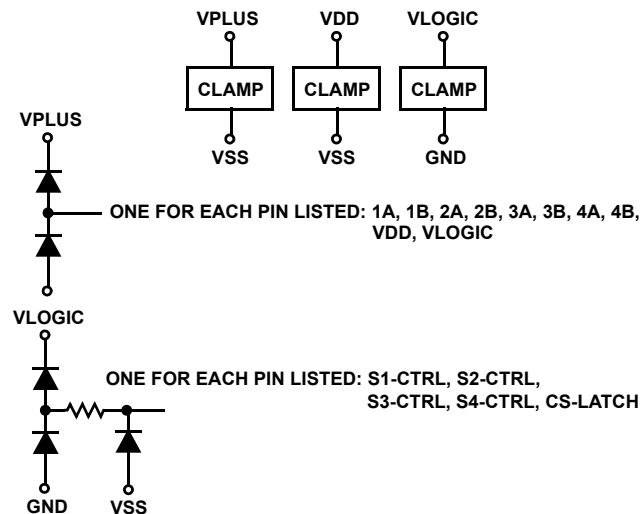 VPLUS VDD VLOGIC
CLAMP CLAMP CLAMP
VSS VSS GND
VPLUS
ONE FOR EACH PIN LISTED: 1A, 1B, 2A, 2B, 3A, 3B, 4A, 4B,
VDD, VLOGIC
VLOGIC
ONE FOR EACH PIN LISTED: S1-CTRL, S2-CTRL,
S3-CTRL, S4-CTRL, CS-LATCH
GND VSS